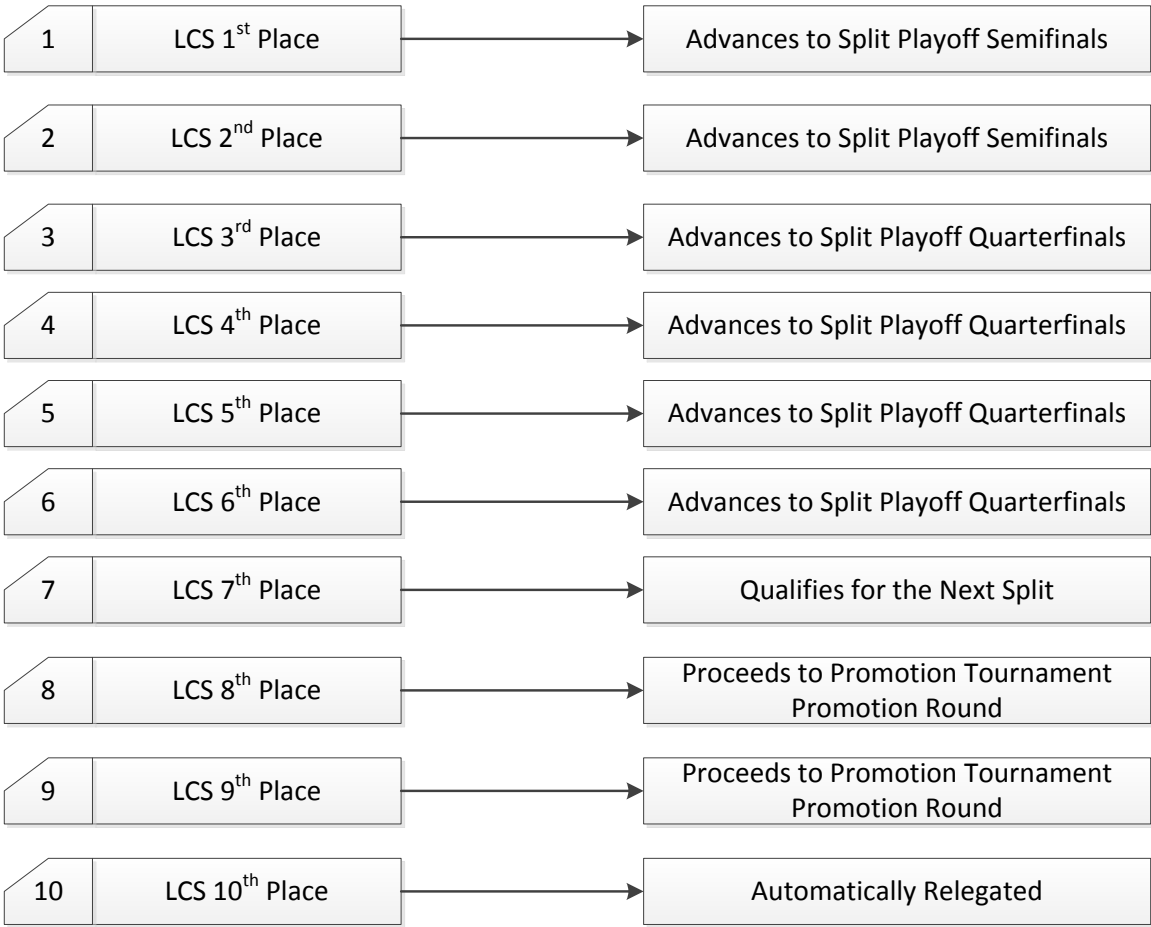 1 LCS 1st Place Advances to Split Playoff Semifinals
2 LCS 2nd Place Advances to Split Playoff Semifinals
3 LCS 3rd Place Advances to Split Playoff Quarterfinals
4 LCS 4th Place Advances to Split Playoff Quarterfinals
5 LCS 5th Place Advances to Split Playoff Quarterfinals
6 LCS 6th Place Advances to Split Playoff Quarterfinals
7 LCS 7th Place Qualifies for the Next Split
8 LCS 8th Place Proceeds to Promotion Tournament
Promotion Round
9 LCS 9th Place Proceeds to Promotion Tournament
Promotion Round
10 LCS 10th Place Automatically Relegated